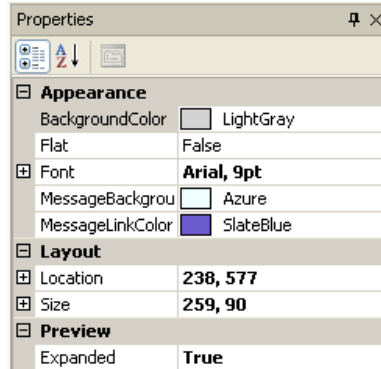 Properties
A Z
Appearance
BackgroundColor LightGray
Flat False
Font Arial, 9pt
MessageBackgrou Azure
MessageLinkColor SlateBlue
Layout
Location 238, 577
Size 259, 90
Preview
Expanded True